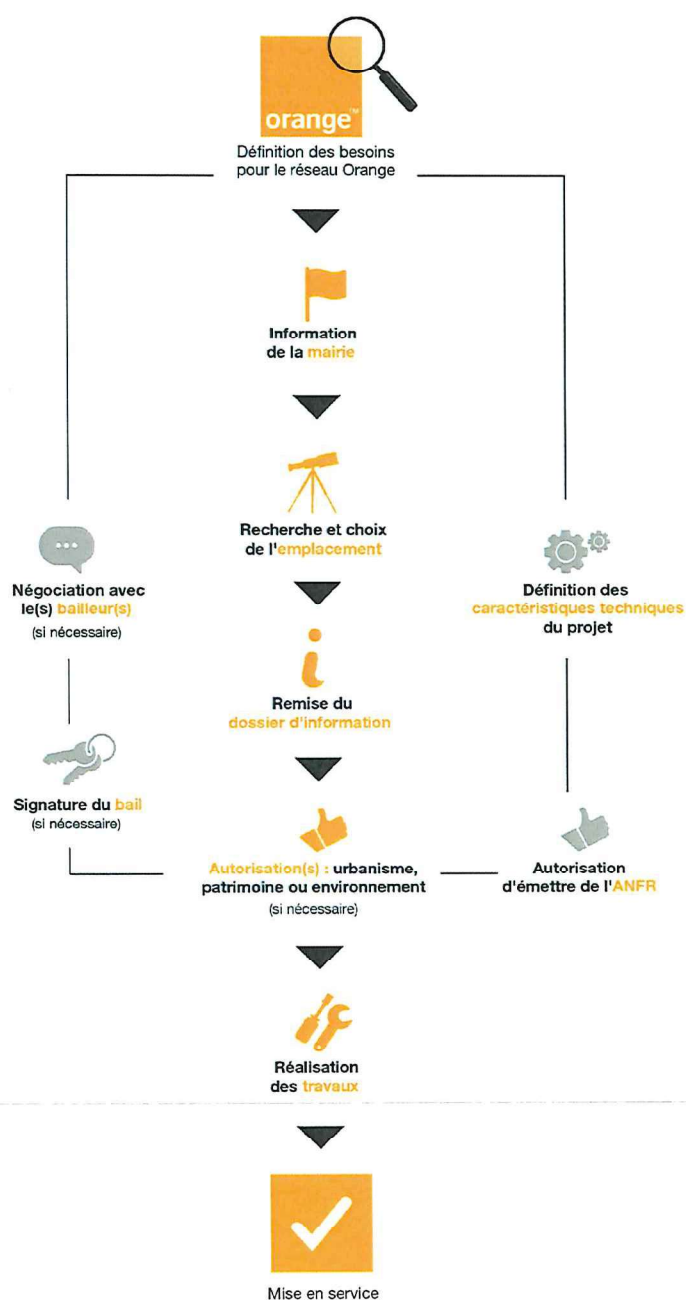 orange™
Définition des besoins
pour le réseau Orange
Information
de la mairie
Recherche et choix
de l'emplacement
Négociation avec
le(s) bailleur(s)
(si nécessaire)
Définition des
caractéristiques techniques
du projet
Remise du
dossier d'information
Signature du bail
(si nécessaire)
Autorisation(s) : urbanisme,
patrimoine ou environnement
(si nécessaire)
Autorisation
d'émettre de l'ANFR
Réalisation
des travaux
Mise en service